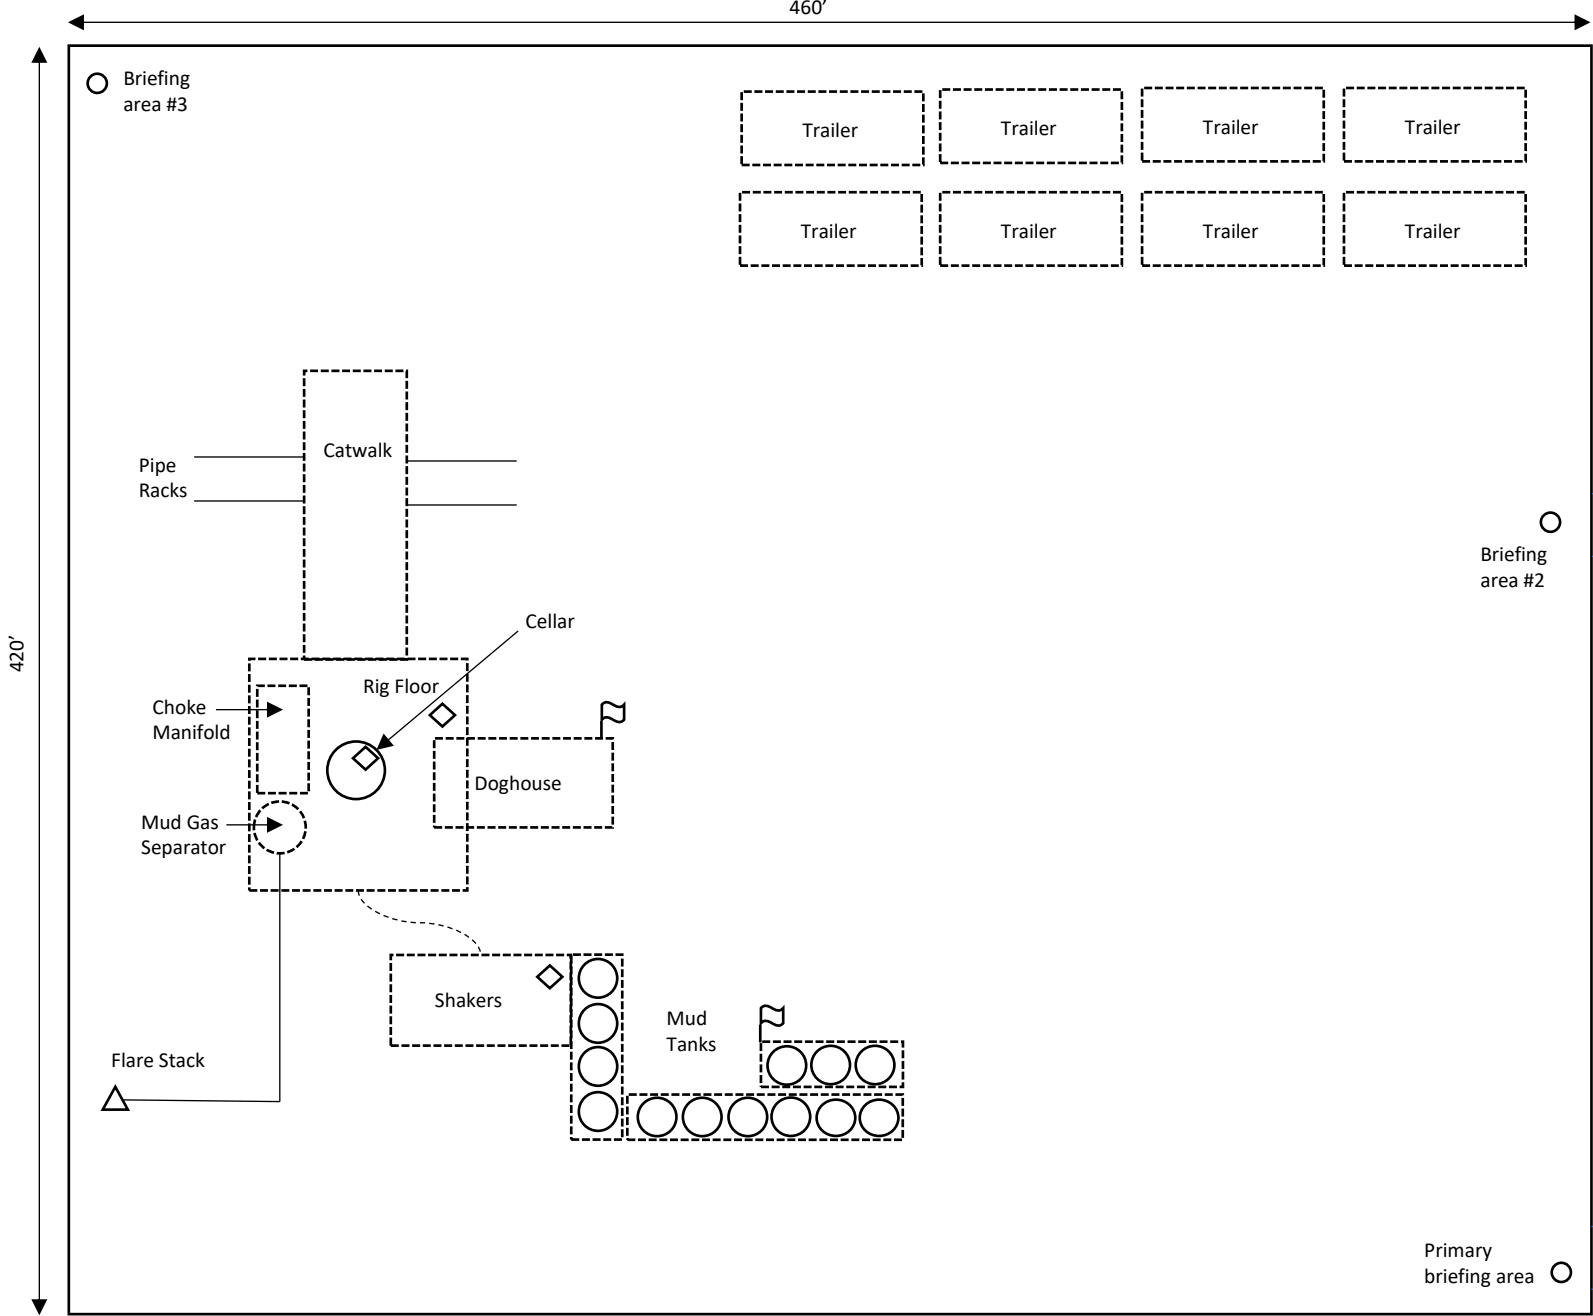 460’
Briefing
area #3
Trailer
Trailer
Trailer
Trailer
Trailer
Trailer
Trailer
Trailer
Catwalk
Pipe
Racks
Briefing
area #2
Cellar
420’
Rig Floor
Choke
Manifold
Doghouse
Mud Gas
Separator
Shakers
Mud
Tanks
Flare Stack
Primary
briefing area